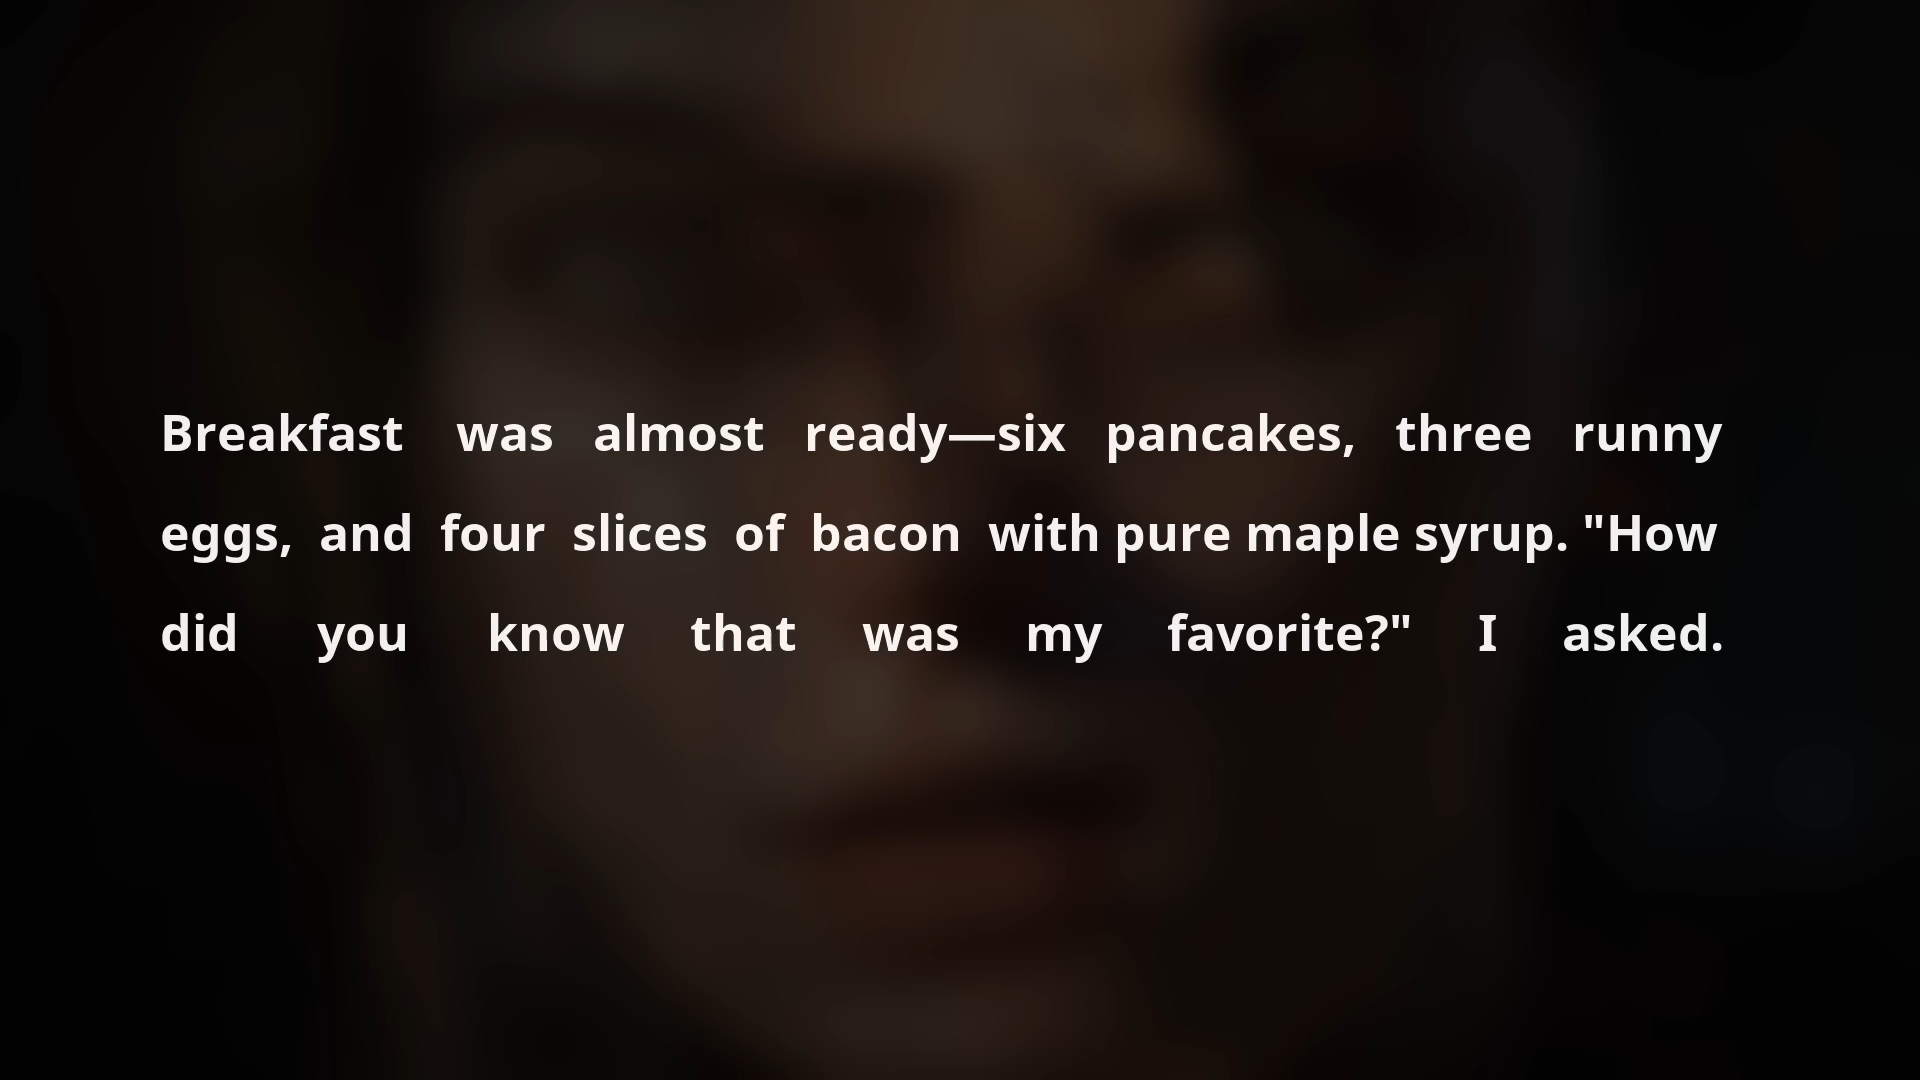 Breakfast was almost ready—six pancakes, three runny
eggs, and four slices of bacon with pure maple syrup. "How
did you know that was my favorite?" I asked.